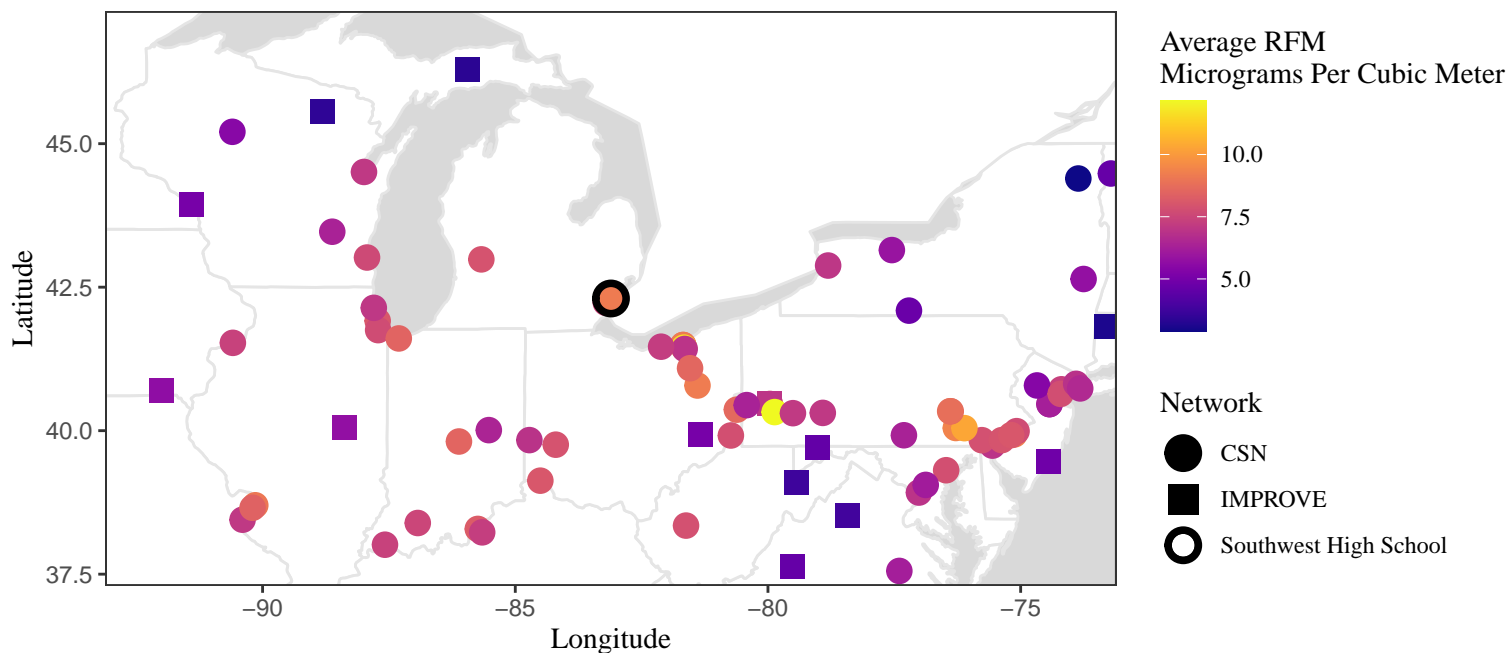 Average RFM
Micrograms Per Cubic Meter
10.0
7.5
5.0
Network
CSN
IMPROVE
Southwest High School
Latitude
45.0
42.5
40.0
37.5
−90
−85
−80
−75
Longitude